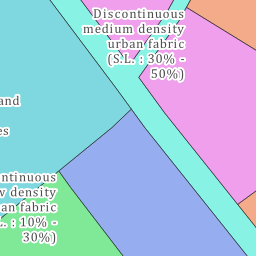 Discontinuous
medium density
urban fabric
(S.L. : 30% -
50%)
and
es
ntinuous
w density
an fabric
L. : 10% -
30%)